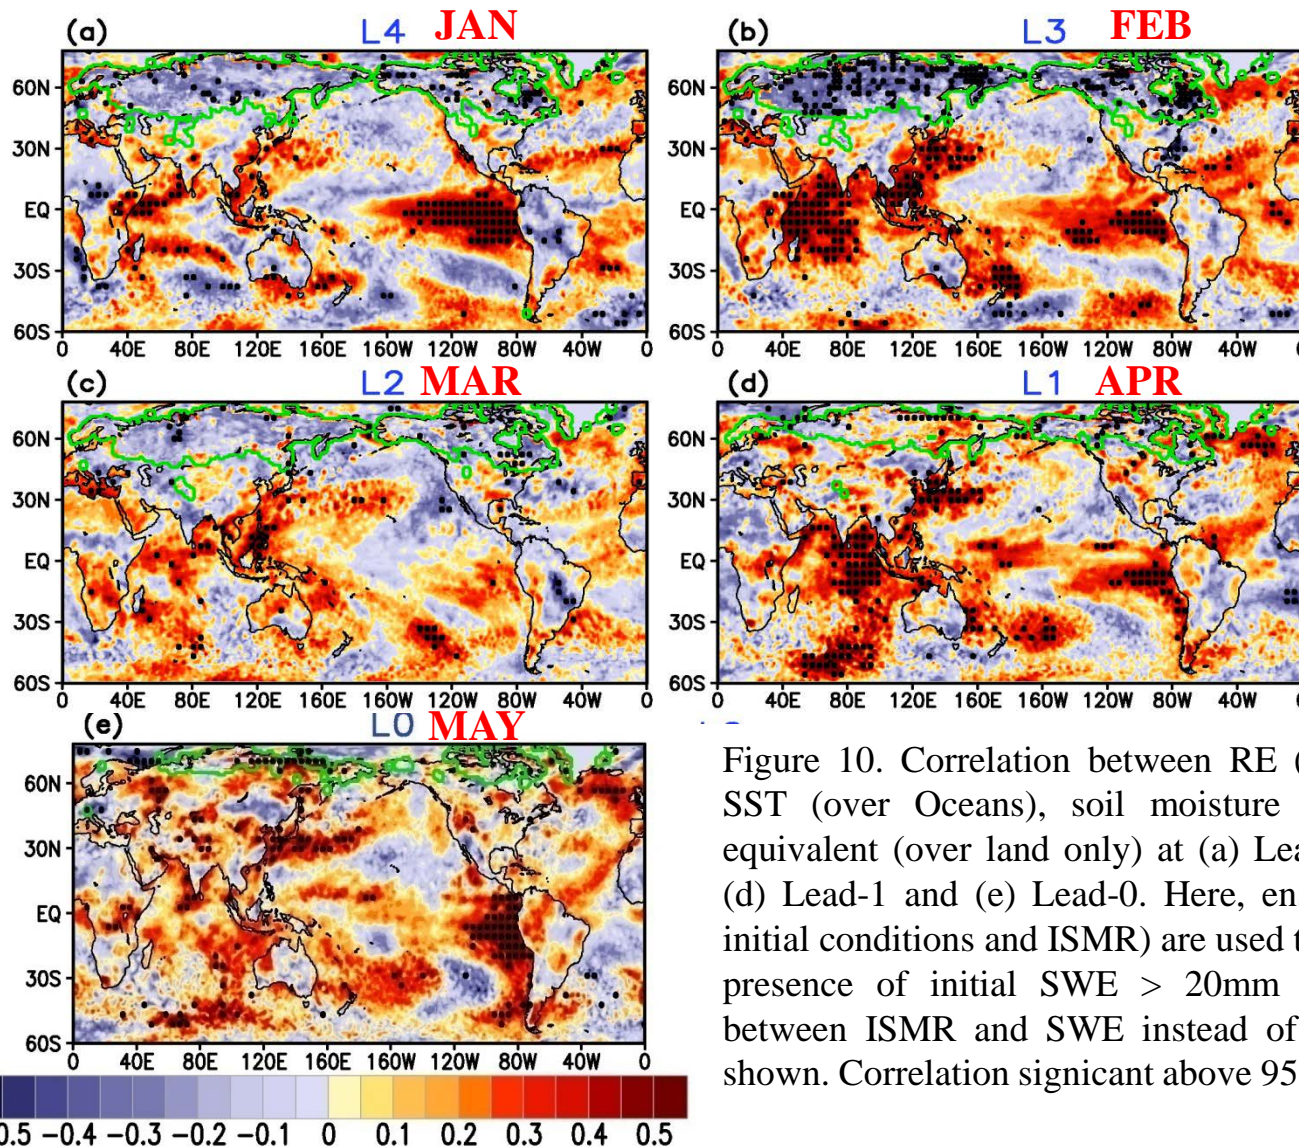 (a) L4 JAN
60N
30N
EQ
30S
60S
0 40E 80E 120E 160E 160W 120W 80W 40W 0
(b) L3 FEB
60N
30N
EQ
30S
60S
0 40E 80E 120E 160E 160W 120W 80W 40W
(c) L2 MAR
60N
30N
EQ
30S
60S
0 40E 80E 120E 160E 160W 120W 80W 40W 0
(d) L1 APR
60N
30N
EQ
30S
60S
0 40E 80E 120E 160E 160W 120W 80W 40W
(e) L0 MAY
60N
30N
EQ
30S
60S
0 40E 80E 120E 160E 160W 120W 80W 40W 0
0.5 -0.4 -0.3 -0.2 -0.1 0 0.1 0.2 0.3 0.4 0.5
Figure 10. Correlation between RE (
SST (over Oceans), soil moisture
equivalent (over land only) at (a) Lea
(d) Lead-1 and (e) Lead-0. Here, en
initial conditions and ISMR) are used t
presence of initial SWE > 20mm
between ISMR and SWE instead of
shown. Correlation signicant above 95